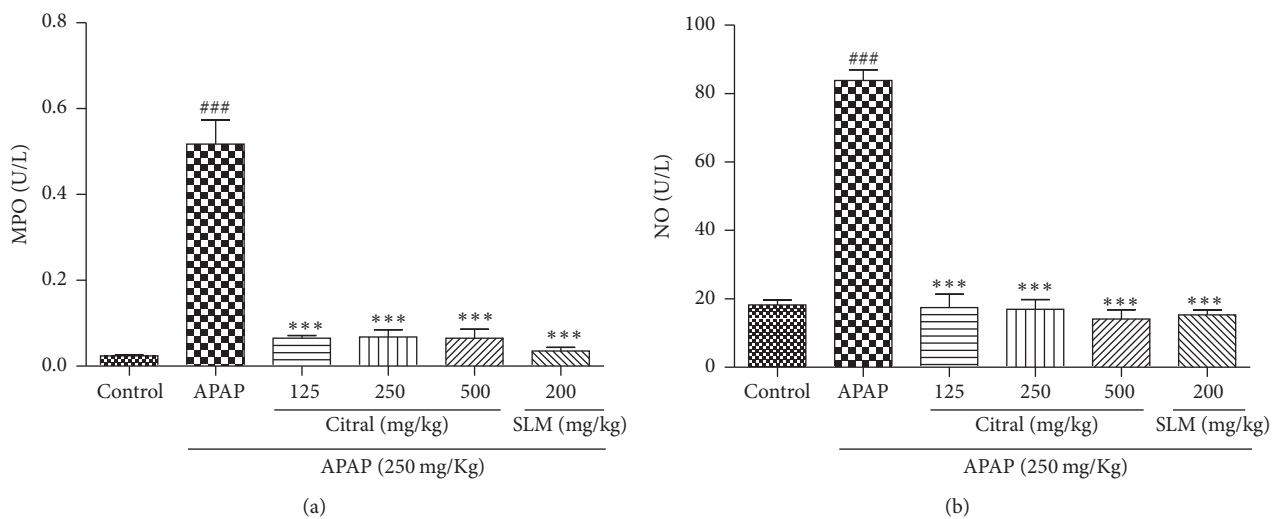 0.8
0.6
0.4
0.2
0.0
MPO (U/L)
###
***
***
***
***
Control
APAP
125
250
500
200
Citral (mg/kg)
SLM (mg/kg)
APAP (250 mg/Kg)
(a)
100
80
60
40
20
0
NO (U/L)
###
***
***
***
***
Control
APAP
125
250
500
200
Citral (mg/kg)
SLM (mg/kg)
APAP (250 mg/Kg)
(b)